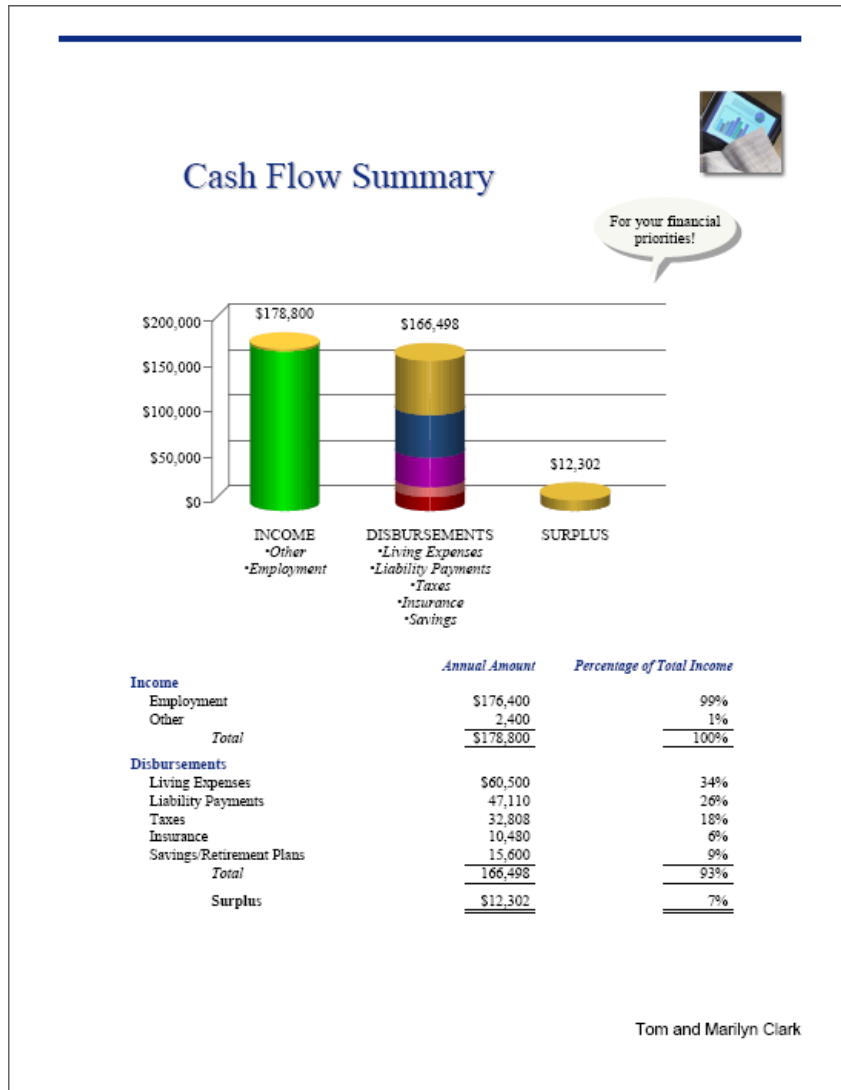 Cash Flow Summary
For your financial
priorities!
$178,800
$200,000
$166,498
$150,000
$100,000
$50,000
$12,302
$0
INCOME DISBURSEMENTS SURPLUS
•Other •Living Expenses
•Employment •Liability Payments
•Taxes
•Insurance
•Savings
Annual Amount Percentage of Total Income
Income
Employment $176,400 99%
Other 2,400 1%
Total $178,800 100%
Disbursements
Living Expenses $60,500 34%
Liability Payments 47,110 26%
Taxes 32,808 18%
Insurance 10,480 6%
Savings/Retirement Plans 15,600 9%
Total 166,498 93%
Surplus $12,302 7%
Tom and Marilyn Clark